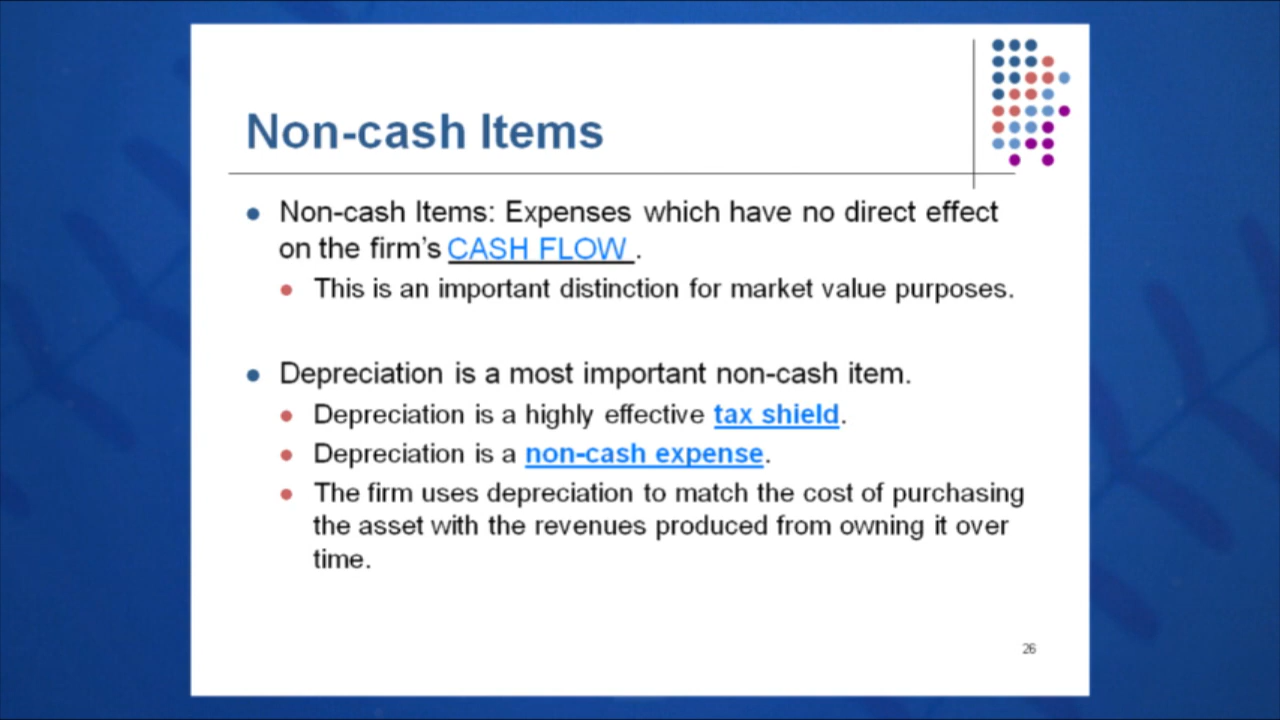 Non-cash Items
Non-cash Items: Expenses which have no direct effect
on the firm's CASH FLOW.
This is an important distinction for market value purposes.
Depreciation is a most important non-cash item.
Depreciation is a highly effective tax shield.
Depreciation is a non-cash expense.
The firm uses depreciation to match the cost of purchasing
the asset with the revenues produced from owning it over
time.
26